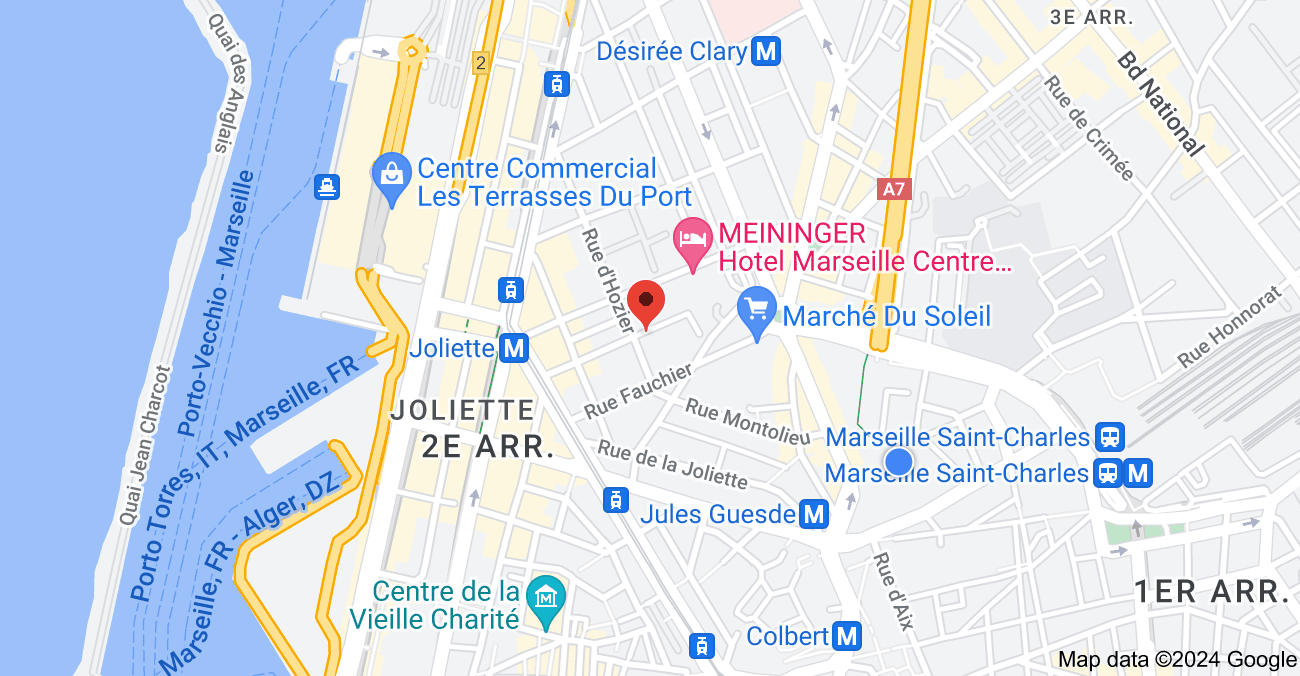 3E ARR.
Quai des Anglais
Désirée Clary M
2
Bd National
Rue de Crimée
Centre Commercial
Les Terrasses Du Port
A7
Porto-Vecchio - Marseille
MEININGER
Hotel Marseille Centre...
Rue d'Hozier
Marché Du Soleil
Rue Honnorat
Joliette M
Quai Jean Charcot
Porto Torres, IT, Marseille, FR
Rue Fauchier
JOLIETTE
2E ARR.
Rue Montolieu
Marseille Saint-Charles
Rue de la Joliette
Marseille Saint-Charles M
Marseille, FR - Alger, DZ
Jules Guesde M
Rue d'Aix
Centre de la
Vieille Charité
1ER ARR.
Colbert M
Map data ©2024 Google